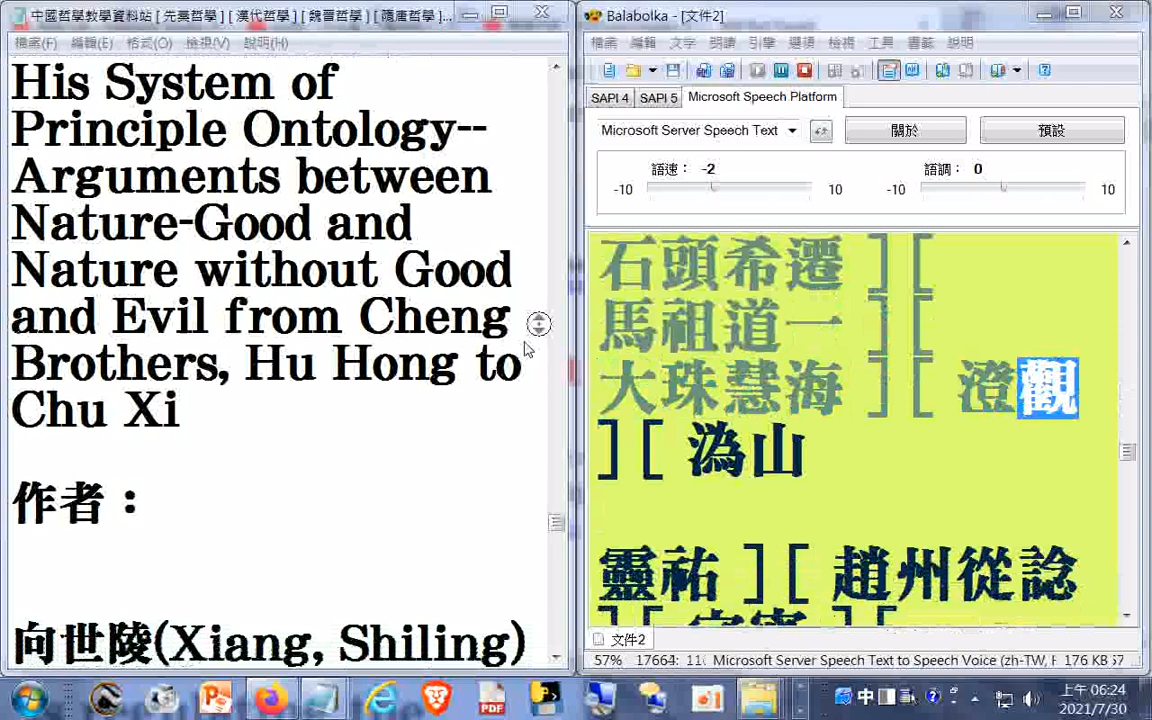 中國哲學教學資料站 [ 先秦哲學 ] [ 漢代哲學 ] [ 魏晉哲學 ] [ 隋唐哲學 ]...
檔案(F) 編輯(E) 格式(O) 檢視(V) 說明(H)
His System of
Principle Ontology--
Arguments between
Nature-Good and
Nature without Good
and Evil from Cheng
Brothers, Hu Hong to
Chu Xi
作者：
向世陵(Xiang, Shiling)
Balabolka - [文件2]
檔案 編輯 文字 朗讀 引擎 選項 檢視 工具 書籤 說明
SAPI 4 SAPI 5 Microsoft Speech Platform
Microsoft Server Speech Text 關於 預設
語速： -2 語調： 0
-10 10 -10 10
石頭希遷 ] [
馬祖道一 ] [
大珠慧海 ] [ 澄觀
] [ 溈山
靈祐 ] [ 趙州從諗
文件2
57% Microsoft Server Speech Text to Speech Voice (zh-TW, 176 KB
中
上午 06:24
2021/7/30